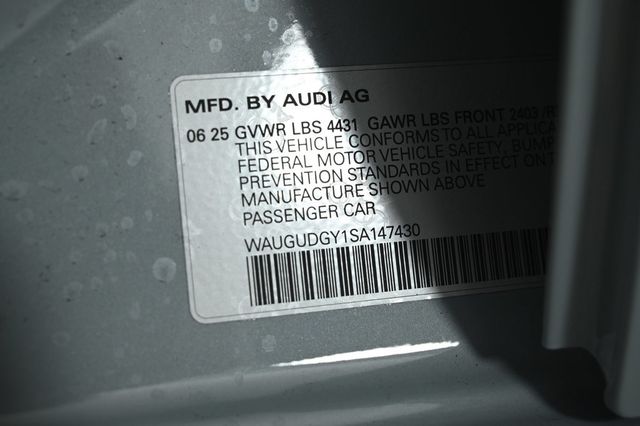 MFD. BY AUDI AG
06 25 GVWR LBS 4431 GAWR LBS FRONT 2403
THIS VEHICLE CONFORMS TO ALL
FEDERAL MOTOR VEHICLE SAFETY,
PREVENTION STANDARDS IN EFFECT
MANUFACTURE SHOWN ABOVE
PASSENGER CAR
WAUGUDGY1SA147430